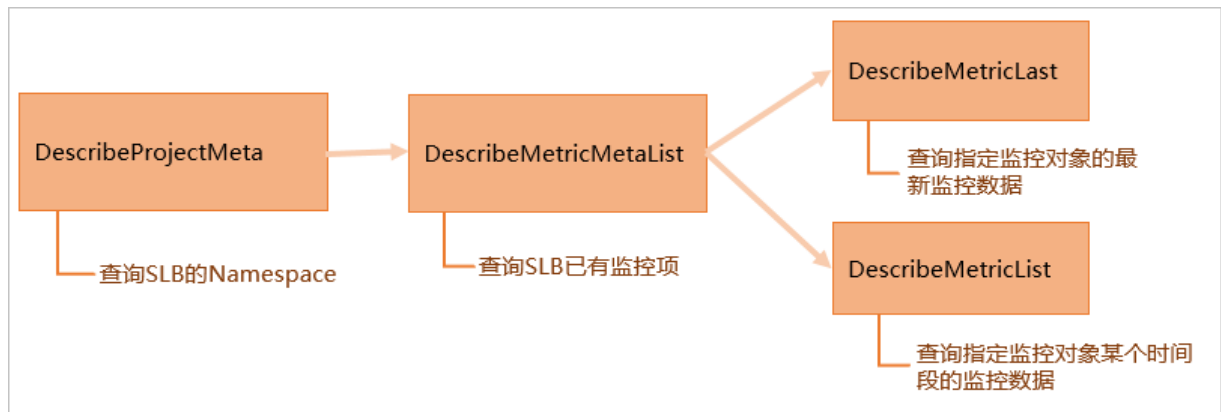 DescribeProjectMeta
查询SLB的Namespace
DescribeMetricMetaList
查询SLB已有监控项
DescribeMetricLast
查询指定监控对象的最
新监控数据
DescribeMetricList
查询指定监控对象某个时间
段的监控数据